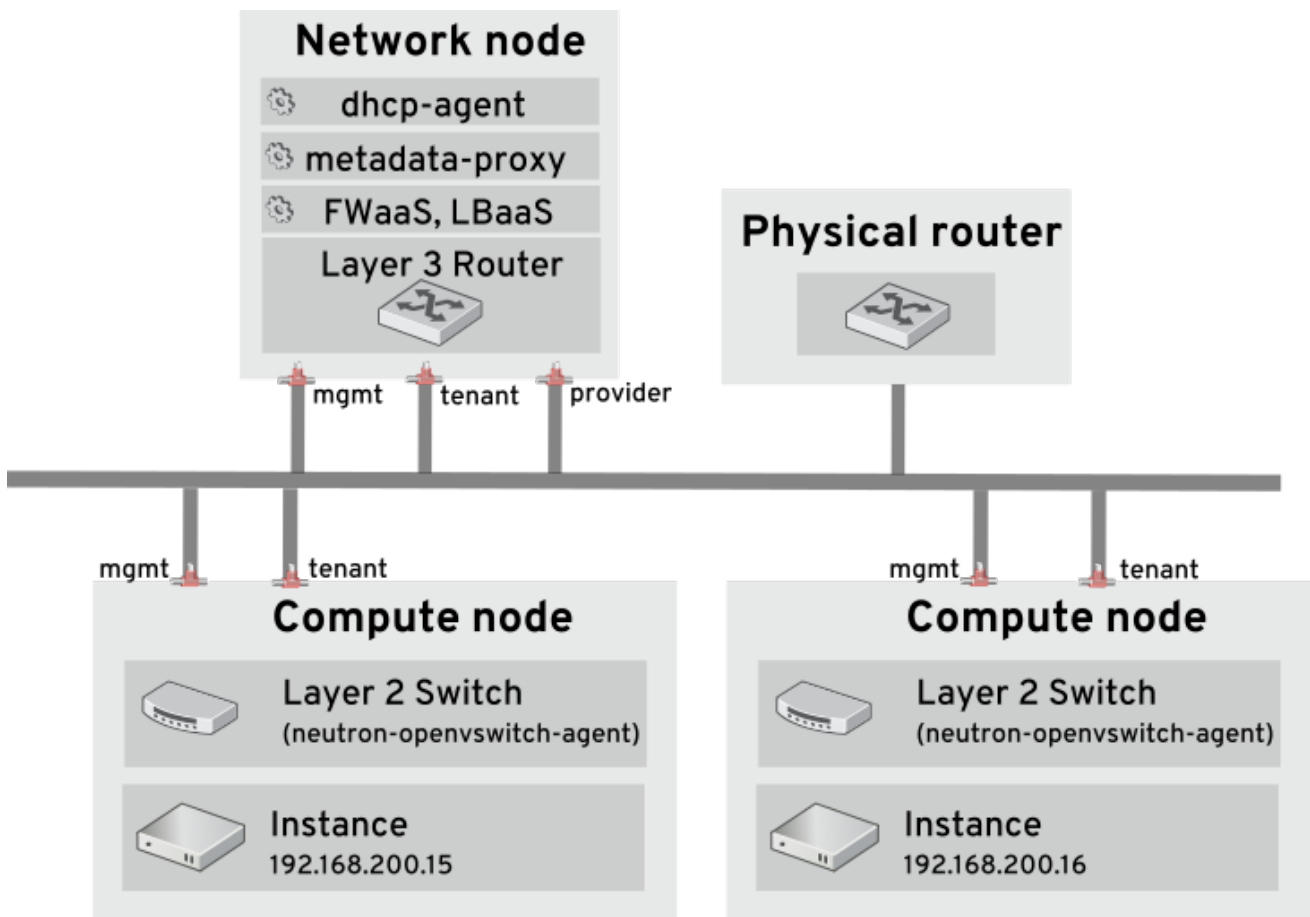 Network node
dhcp-agent
metadata-proxy
FWaaS, LBaaS
Layer 3 Router
Physical router
mgmt
tenant
provider
mgmt
tenant
mgmt
tenant
Compute node
Layer 2 Switch
(neutron-openvswitch-agent)
Instance
192.168.200.15
Compute node
Layer 2 Switch
(neutron-openvswitch-agent)
Instance
192.168.200.16